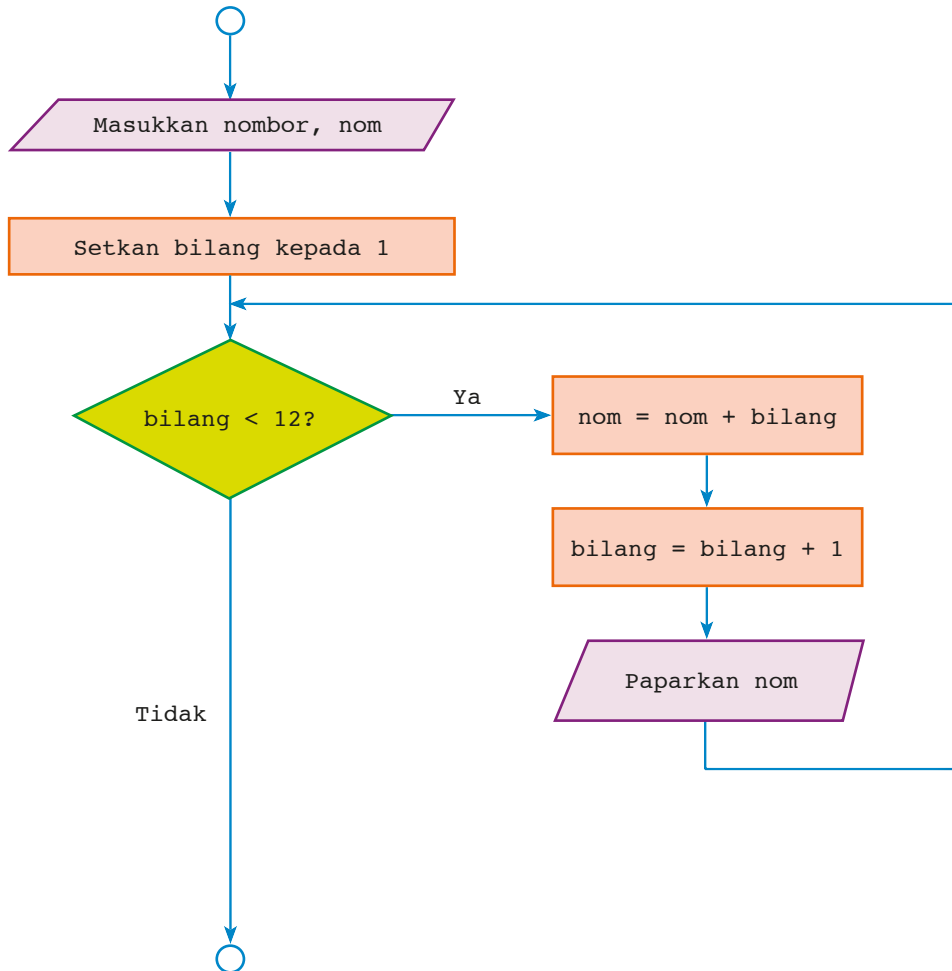 Masukkan nombor, nom
Setkan bilang kepada 1
bilang < 12?
Ya
nom = nom + bilang
bilang = bilang + 1
Paparkan nom
Tidak